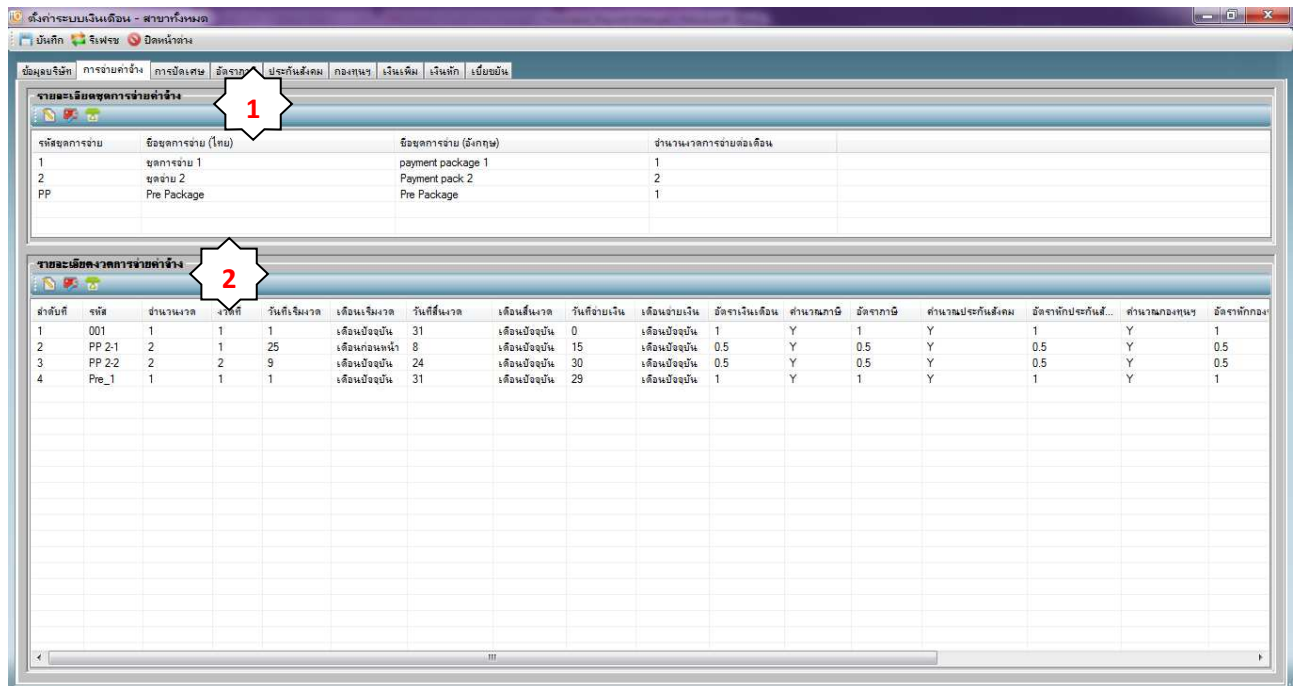 ตั้งค่าระบบเงินเดือน - สาขาทั้งหมด
บันทึก รีเฟรช ปิดหน้าต่าง
ข้อมูลบริษัท การจ่ายค่าจ้าง การปัดเศษ ประกันสังคม กองทุนฯ เงินเพิ่ม เงินหัก เบี้ยขยัน
รายละเอียดชุดการจ่ายค่าจ้าง
1
รหัสชุดการจ่าย ชื่อชุดการจ่าย (ไทย) ชื่อชุดการจ่าย (อังกฤษ) จำนวนงวดการจ่ายต่อเดือน
1 ชุดการจ่าย 1 payment package 1 1
2 ชุดจ่าย 2 Payment pack 2 2
PP Pre Package Pre Package 1
รายละเอียดงวดการจ่ายค่าจ้าง
2
ลำดับที่ รหัส จำนวนงวด งวดที่ วันที่เริ่มงวด เดือนเริ่มงวด วันที่สิ้นงวด เดือนสิ้นงวด วันที่จ่ายเงิน เดือนจ่ายเงิน อัตราเงินเดือน คำนวณภาษี อัตราภาษี คำนวณประกันสังคม อัตราหักประกันสั... คำนวณกองทุนฯ อัตราหักกองท
1 001 1 1 1 เดือนปัจจุบัน 31 เดือนปัจจุบัน 0 เดือนปัจจุบัน 1 Y 1 Y 1 Y 1
2 PP 2-1 2 1 25 เดือนก่อนหน้า 8 เดือนปัจจุบัน 15 เดือนปัจจุบัน 0.5 Y 0.5 Y 0.5 Y 0.5
3 PP 2-2 2 2 9 เดือนปัจจุบัน 24 เดือนปัจจุบัน 30 เดือนปัจจุบัน 0.5 Y 0.5 Y 0.5 Y 0.5
4 Pre_1 1 1 1 เดือนปัจจุบัน 31 เดือนปัจจุบัน 29 เดือนปัจจุบัน 1 Y 1 Y 1 Y 1